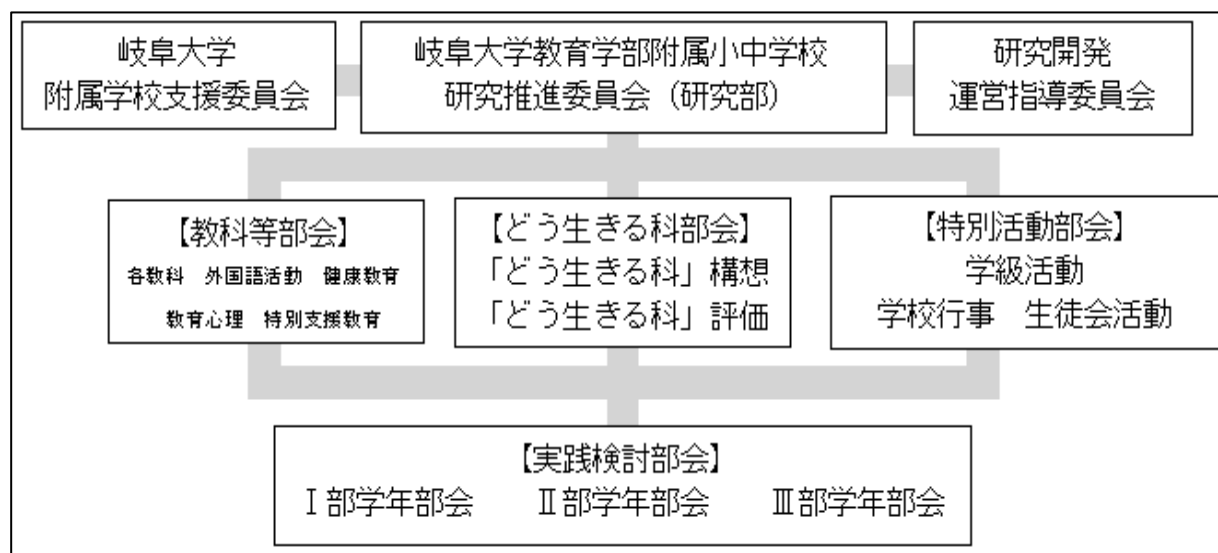 岐阜大学
附属学校支援委員会
岐阜大学教育学部附属小中学校
研究推進委員会（研究部）
研究開発
運営指導委員会
【教科等部会】
各教科　外国語活動　健康教育
教育心理　特別支援教育
【どう生きる科部会】
「どう生きる科」構想
「どう生きる科」評価
【特別活動部会】
学級活動
学校行事　生徒会活動
【実践検討部会】
Ⅰ部学年部会　Ⅱ部学年部会　Ⅲ部学年部会